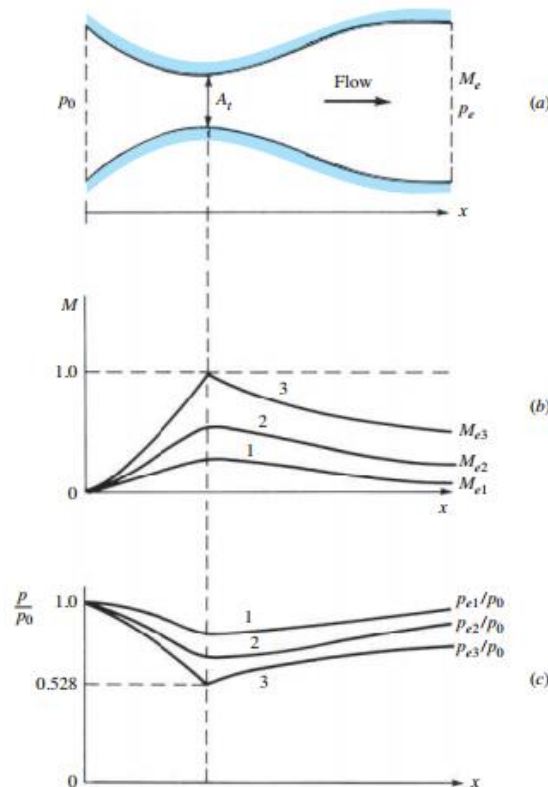 p₀
Aₜ
Flow
Mₑ
pₑ
(a)
x
M
1.0
3
2
1
Mₑ₃
Mₑ₂
Mₑ₁
(b)
0
x
p/p₀
1.0
1
2
3
pₑ₁/p₀
pₑ₂/p₀
pₑ₃/p₀
0.528
(c)
0
x